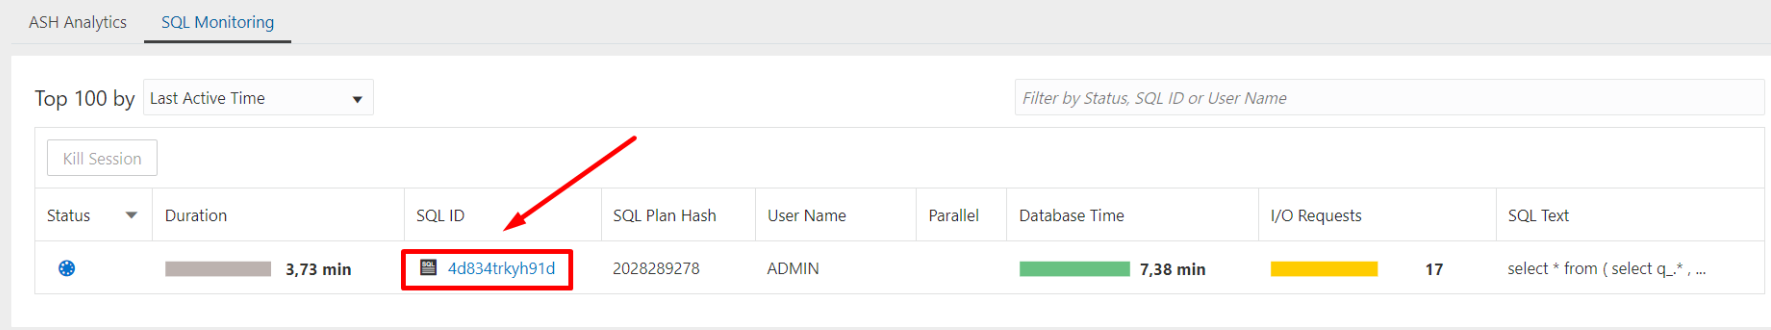 ASH Analytics SQL Monitoring
Top 100 by Last Active Time Filter by Status, SQL ID or User Name
Kill Session
Status Duration SQL ID SQL Plan Hash User Name Parallel Database Time I/O Requests SQL Text
3,73 min SQL 4d834trkyh91d 2028289278 ADMIN 7,38 min 17 select * from ( select q_.* , ...